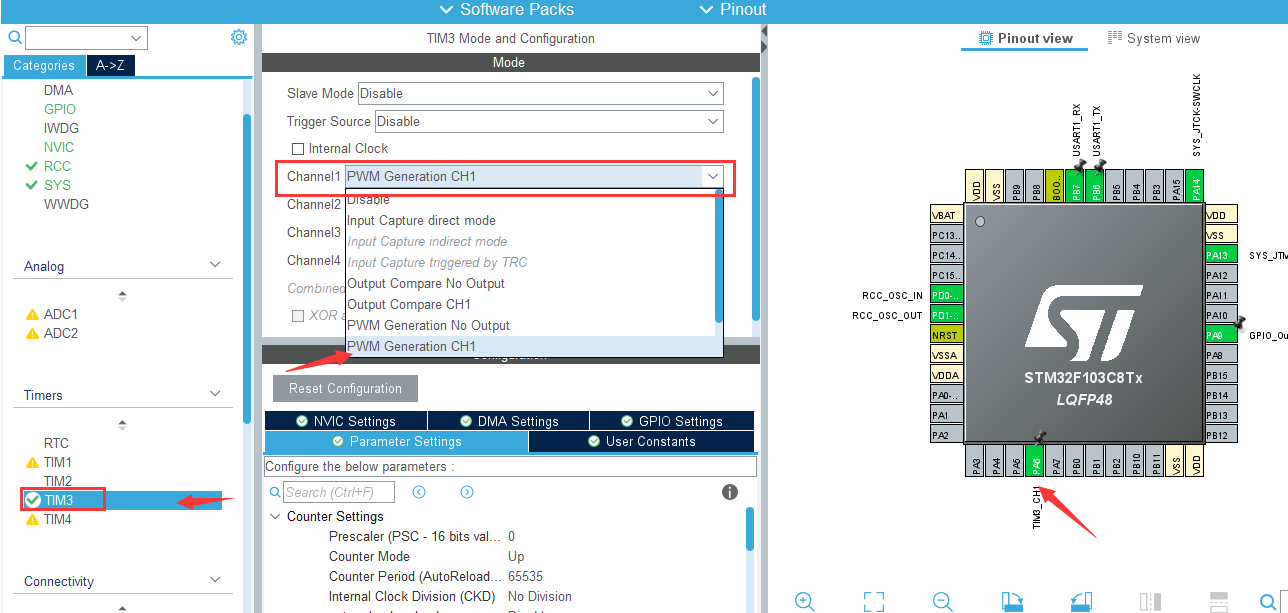 Software Packs
Pinout
Categories
A->Z
DMA
GPIO
IWDG
NVIC
RCC
SYS
WWDG
Analog
ADC1
ADC2
Timers
RTC
TIM1
TIM2
TIM3
TIM4
Connectivity
TIM3 Mode and Configuration
Mode
Slave Mode Disable
Trigger Source Disable
Internal Clock
Channel1 PWM Generation CH1
Channel2
Channel3
Channel4
Combined
XOR a
Disable
Input Capture direct mode
Input Capture indirect mode
Input Capture triggered by TRC
Output Compare No Output
Output Compare CH1
PWM Generation No Output
PWM Generation CH1
Configuration
Reset Configuration
NVIC Settings
DMA Settings
GPIO Settings
Parameter Settings
User Constants
Configure the below parameters :
Search (Ctrl+F)
Counter Settings
Prescaler (PSC - 16 bits val... 0
Counter Mode Up
Counter Period (AutoReload... 65535
Internal Clock Division (CKD) No Division
Pinout view
System view
USART1_RX
USART1_TX
SYS_JTCK-SWCLK
VDD
VSS
PB9
PB8
BOO..
PB7
PB6
PB5
PB4
PB3
PA15
PA14
VBAT
PC13..
PC14..
PC15..
RCC_OSC_IN PD0-..
RCC_OSC_OUT PD1-..
NRST
VSSA
VDDA
PA0-..
PA1
PA2
ST
STM32F103C8Tx
LQFP48
VDD
VSS
PA13 SYS_JTM
PA12
PA11
PA10
PA9 GPIO_Ou
PA8
PB15
PB14
PB13
PB12
PA3
PA4
PA5
PA6
PA7
PB0
PB1
PB2
PB10
PB11
VSS
VDD
TIM3_CH1